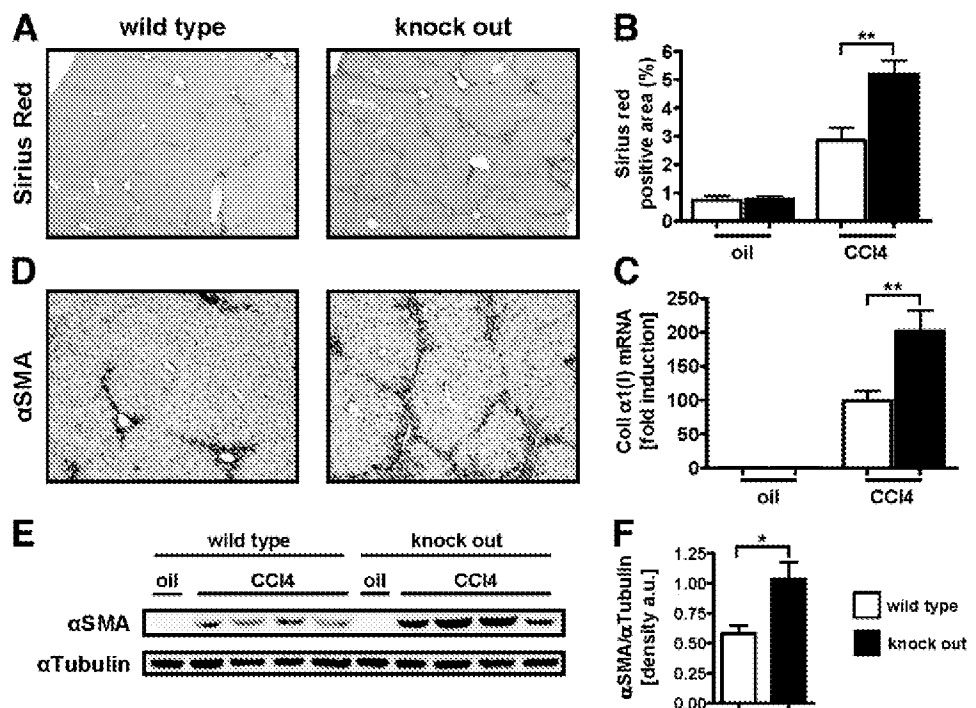 A
wild type
knock out
Sirius Red
B
**
Sirius red
positive area (%)
6
5
4
3
2
1
0
oil
CCl4
D
αSMA
C
**
Coll α1(I) mRNA
[fold induction]
250
200
150
100
50
0
oil
CCl4
E
wild type
knock out
oil
CCl4
oil
CCl4
αSMA
αTubulin
F
*
αSMA/αTubulin
[density a.u.]
1.25
1.00
0.75
0.50
0.25
0.00
wild type
knock out